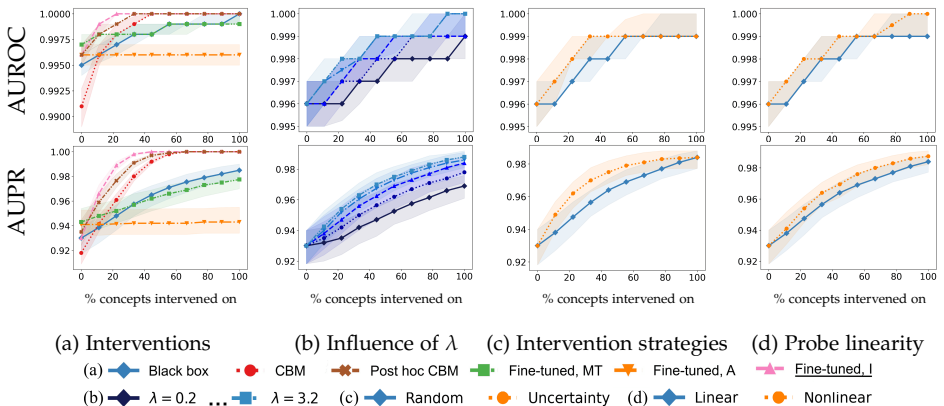 AUROC
1.0000
0.9975
0.9950
0.9925
0.9900
0 20 40 60 80 100
1.000
0.999
0.997
0.996
0.995
0 20 40 60 80 100
1.000
0.999
0.997
0.996
0.995
0 20 40 60 80 100
1.000
0.999
0.997
0.996
0.995
0 20 40 60 80 100
AUPR
1.00
0.98
0.96
0.94
0.92
0 20 40 60 80 100
0.98
0.96
0.94
0.92
0 20 40 60 80 100
0.98
0.96
0.94
0.92
0 20 40 60 80 100
0.98
0.96
0.94
0.92
0 20 40 60 80 100
% concepts intervened on % concepts intervened on % concepts intervened on % concepts intervened on
(a) Interventions (b) Influence of λ (c) Intervention strategies (d) Probe linearity
(a) Black box CBM Post hoc CBM Fine-tuned, MT Fine-tuned, A Fine-tuned, I
(b) λ = 0.2 ... λ = 3.2 (c) Random Uncertainty (d) Linear Nonlinear